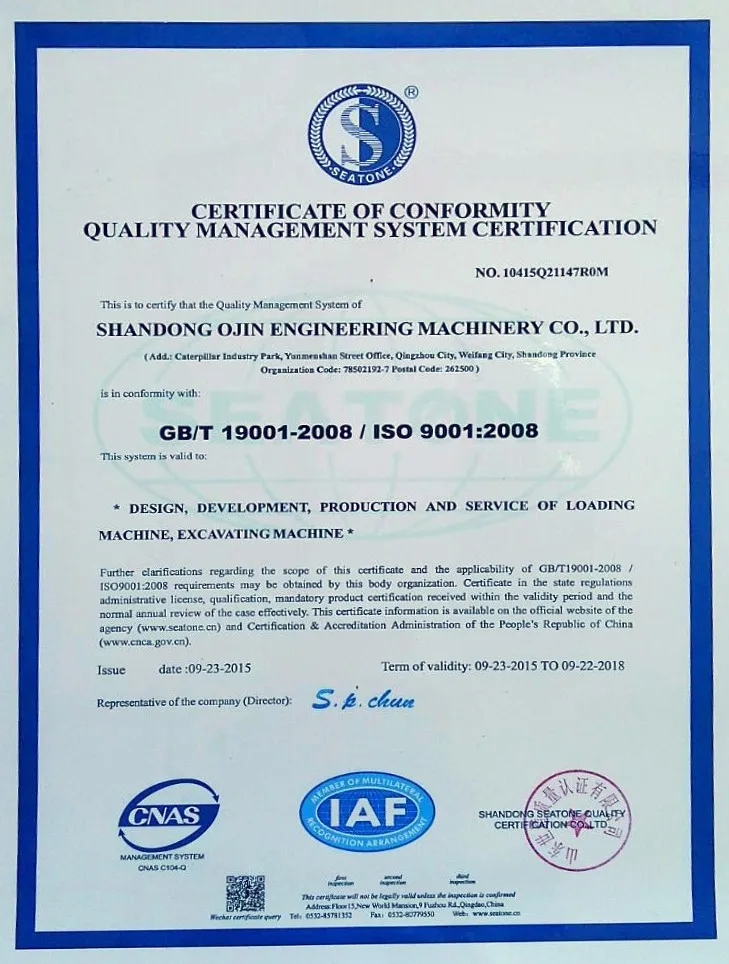 ®
S
SEATONE
CERTIFICATE OF CONFORMITY
QUALITY MANAGEMENT SYSTEM CERTIFICATION
NO. 10415Q21147R0M
This is to certify that the Quality Management System of
SHANDONG OJIN ENGINEERING MACHINERY CO., LTD.
( Add.: Caterpillar Industry Park, Yunmenshan Street Office, Qingzhou City, Weifang City, Shandong Province
Organization Code: 78502192-7 Postal Code: 262500 )
is in conformity with:
SEATONE
GB/T 19001-2008 / ISO 9001:2008
This system is valid to:
* DESIGN, DEVELOPMENT, PRODUCTION AND SERVICE OF LOADING
MACHINE, EXCAVATING MACHINE *
Further clarifications regarding the scope of this certificate and the applicability of GB/T19001-2008 /
ISO9001:2008 requirements may be obtained by this body organization. Certificate in the state regulations
administrative license, qualification, mandatory product certification received within the validity period and the
normal annual review of the case effectively. This certificate information is available on the official website of the
agency (www.seatone.cn) and Certification & Accreditation Administration of the People's Republic of China
(www.cnca.gov.cn).
Issue date :09-23-2015 Term of validity: 09-23-2015 TO 09-22-2018
Representative of the company (Director): S.p.chun
CNAS
MANAGEMENT SYSTEM
CNAS C104-Q
MEMBER OF MULTILATERAL
IAF
RECOGNITION ARRANGEMENT
SHANDONG SEATONE QUALITY
CERTIFICATION CO.,LTD
山东 质量认证有限公司
first inspection second inspection third inspection
This certificate will not be legally valid unless the inspection is confirmed
Address:Floor15,New World Mansion,9 Fuzhou Rd.,Qingdao,China
Wechat certificate query Tel: 0532-85781352 Fax: 0532-80779550 Web: www.seatone.cn